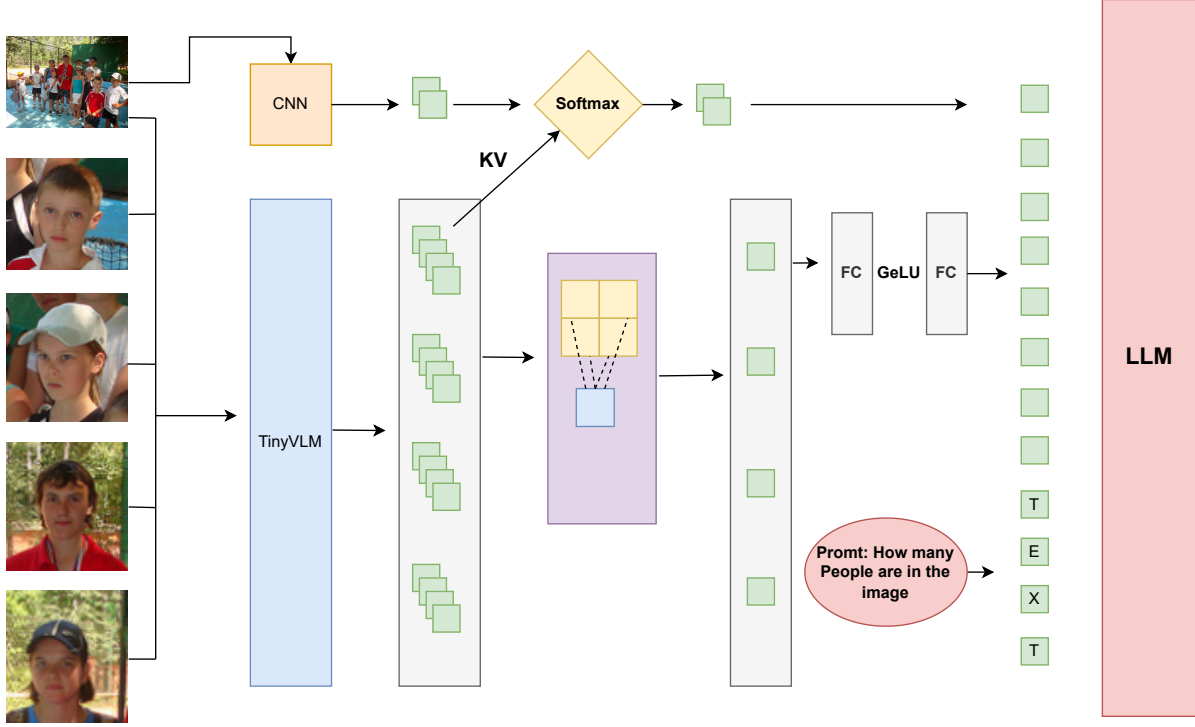 CNN
Softmax
KV
TinyVLM
FC
GeLU
FC
LLM
Promt: How many
People are in the
image
T
E
X
T